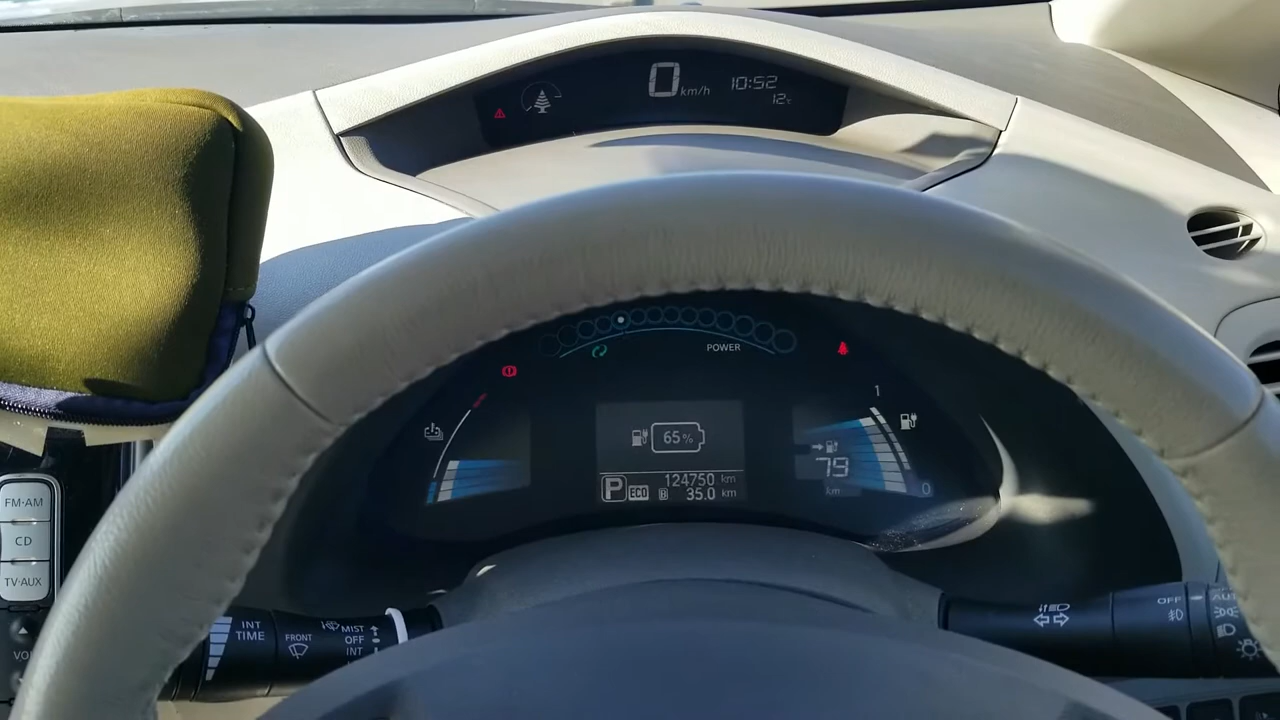 0 km/h 10:52
12℃
POWER
1
65%
79
km
0
P ECO 124750 km
B 35.0 km
FM·AM
CD
TV·AUX
VO
INT
TIME
FRONT
MIST
OFF
INT
OFF